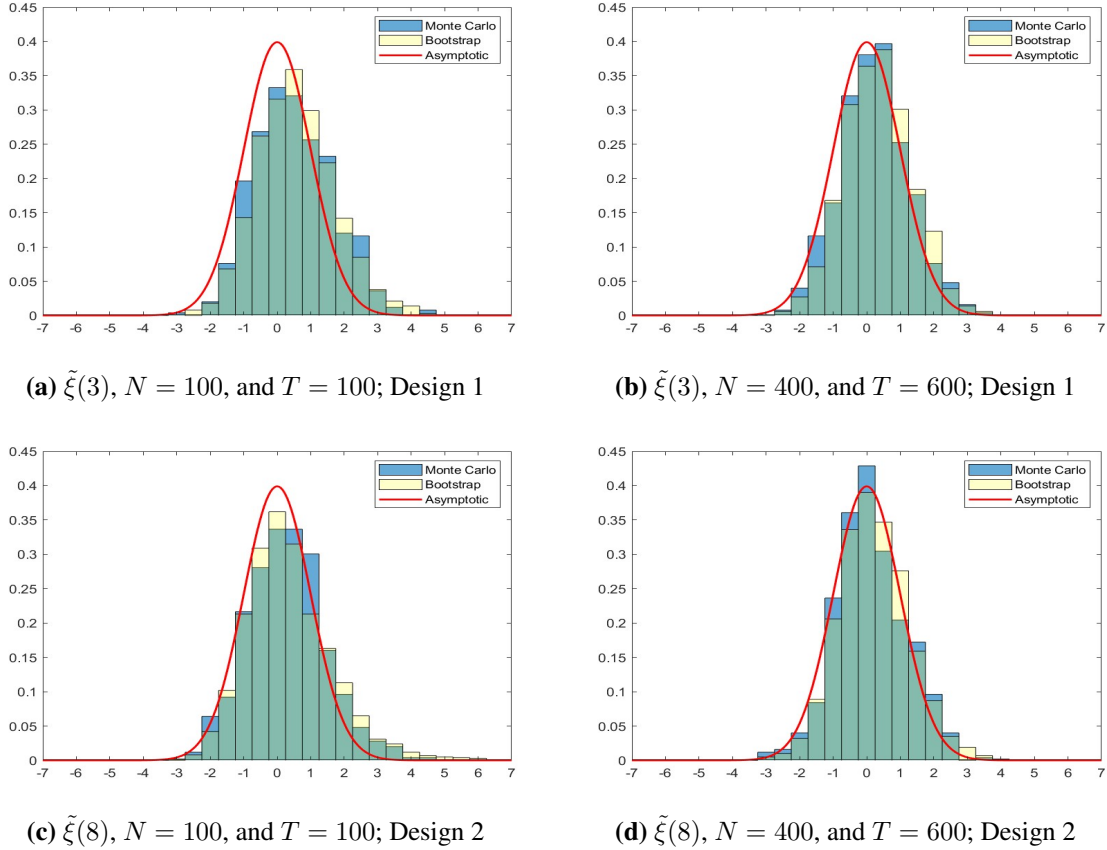 0.45
0.4
0.35
0.3
0.25
0.2
0.15
0.1
0.05
0
-7 -6 -5 -4 -3 -2 -1 0 1 2 3 4 5 6 7
Monte Carlo
Bootstrap
Asymptotic
(a) ξ̃(3), N = 100, and T = 100; Design 1
0.45
0.4
0.35
0.3
0.25
0.2
0.15
0.1
0.05
0
-7 -6 -5 -4 -3 -2 -1 0 1 2 3 4 5 6 7
Monte Carlo
Bootstrap
Asymptotic
(b) ξ̃(3), N = 400, and T = 600; Design 1
0.45
0.4
0.35
0.3
0.25
0.2
0.15
0.1
0.05
0
-7 -6 -5 -4 -3 -2 -1 0 1 2 3 4 5 6 7
Monte Carlo
Bootstrap
Asymptotic
(c) ξ̃(8), N = 100, and T = 100; Design 2
0.45
0.4
0.35
0.3
0.25
0.2
0.15
0.1
0.05
0
-7 -6 -5 -4 -3 -2 -1 0 1 2 3 4 5 6 7
Monte Carlo
Bootstrap
Asymptotic
(d) ξ̃(8), N = 400, and T = 600; Design 2